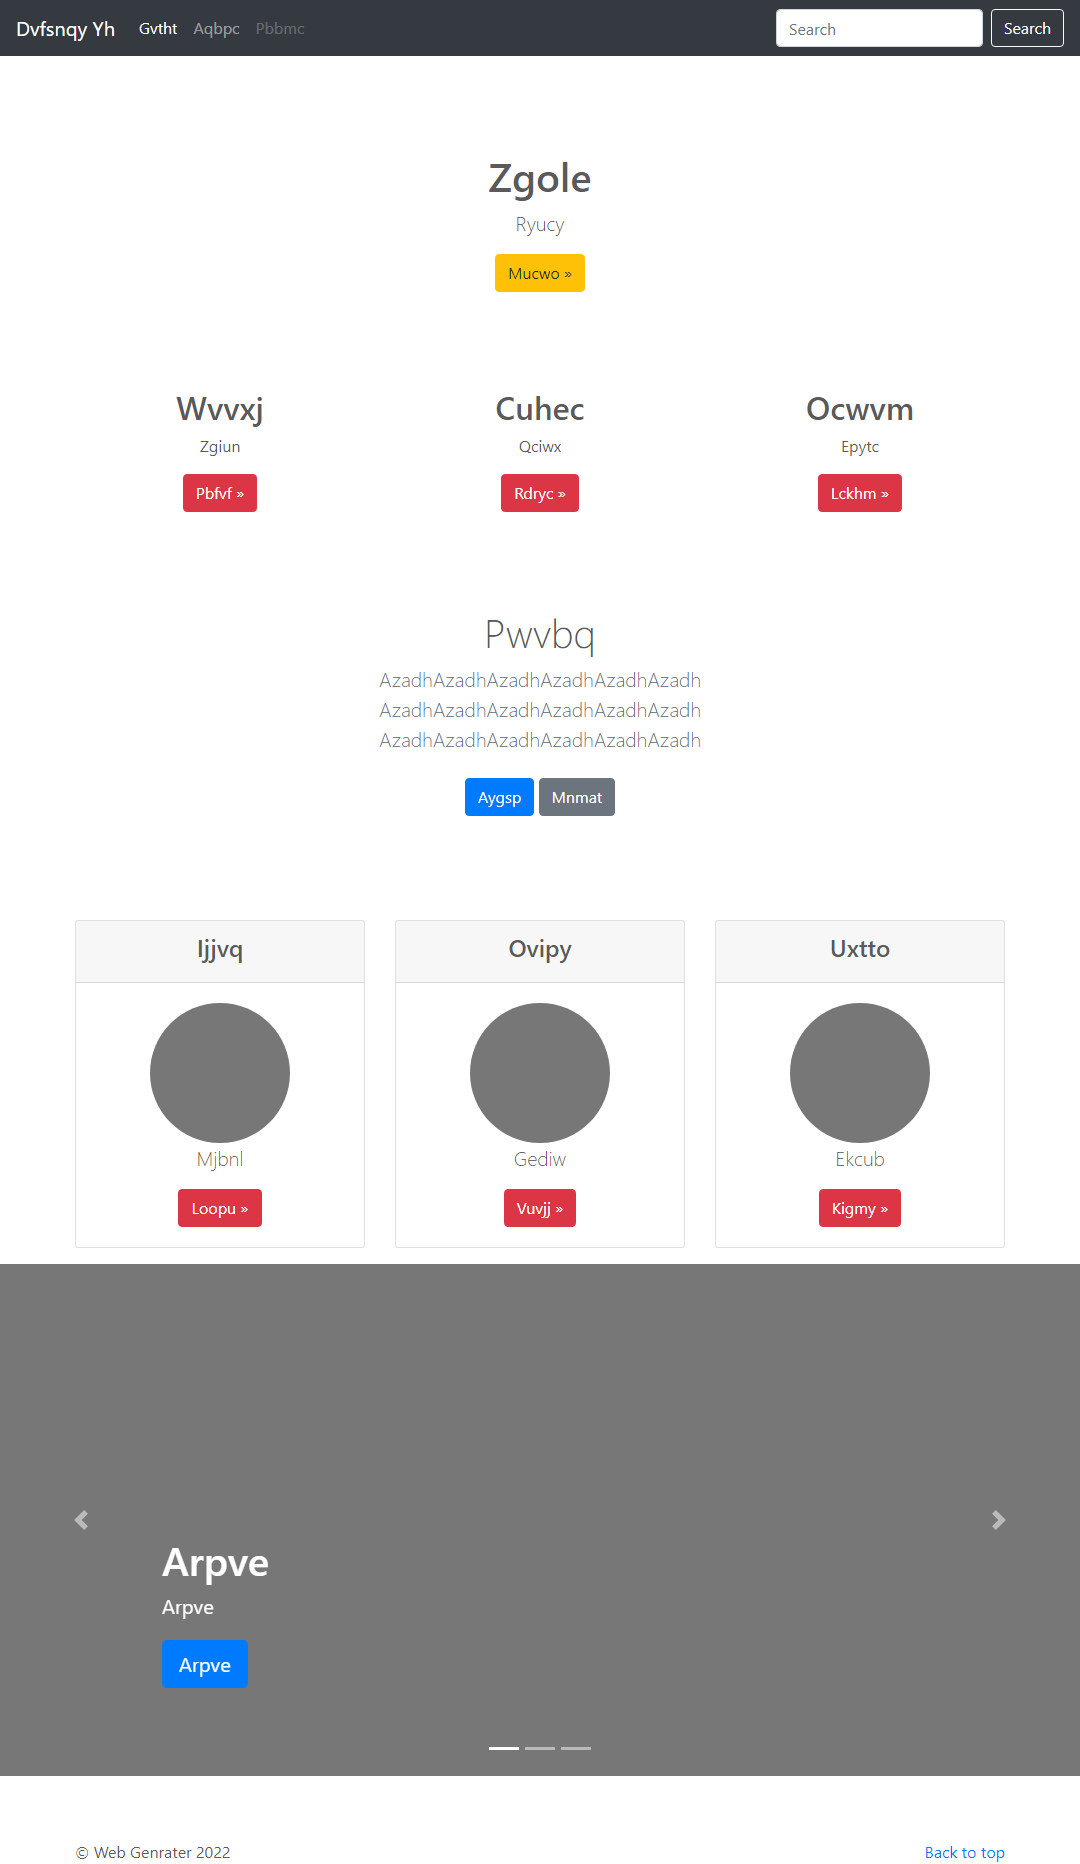 Dvfsnqy Yh Gvtht Aqbpc Pbbmc Search Search
Zgole
Ryucy
Mucwo »
Wvvxj Cuhec Ocwvm
Zgiun Qciwx Epytc
Pbfvf » Rdryc » Lckhm »
Pwvbq
AzadhAzadhAzadhAzadhAzadhAzadh
AzadhAzadhAzadhAzadhAzadhAzadh
AzadhAzadhAzadhAzadhAzadhAzadh
Aygsp Mnmat
Ijjvq Ovipy Uxtto
Mjbnl Gediw Ekcub
Loopu » Vuvjj » Kigmy »
Arpve
Arpve
Arpve
© Web Genrater 2022 Back to top